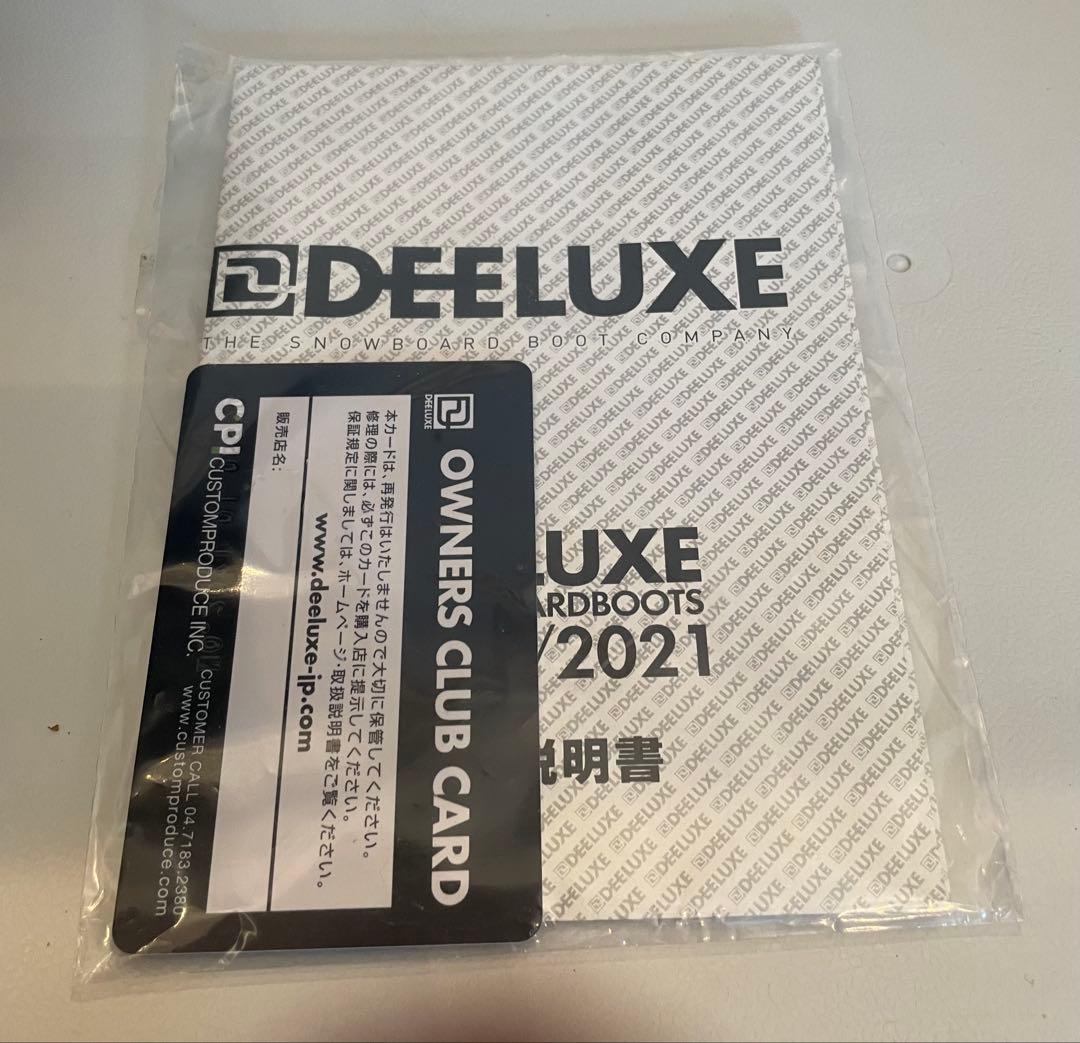 DEELUXE
THE SNOWBOARD BOOT COMPANY
LUXE
ARDBOOTS
/2021
説明書
DEELUXE
OWNERS CLUB CARD
本カードは、再発行はいたしませんので大切に保管してください。
修理の際には、必ずこのカードを購入店に提示してください。
保証規定に関しましては、ホームページ・取扱説明書をご覧ください。
www.deeluxe-jp.com
販売店名:
CPI CUSTOMPRODUCE INC. CUSTOMER CALL 04.7183.2380
www.customproduce.com